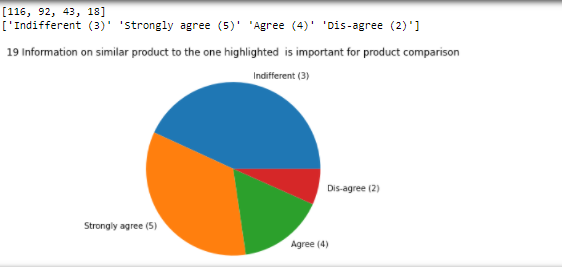 [116, 92, 43, 18]
['Indifferent (3)' 'Strongly agree (5)' 'Agree (4)' 'Dis-agree (2)']
19 Information on similar product to the one highlighted  is important for product comparison
Indifferent (3)
Dis-agree (2)
Strongly agree (5)
Agree (4)